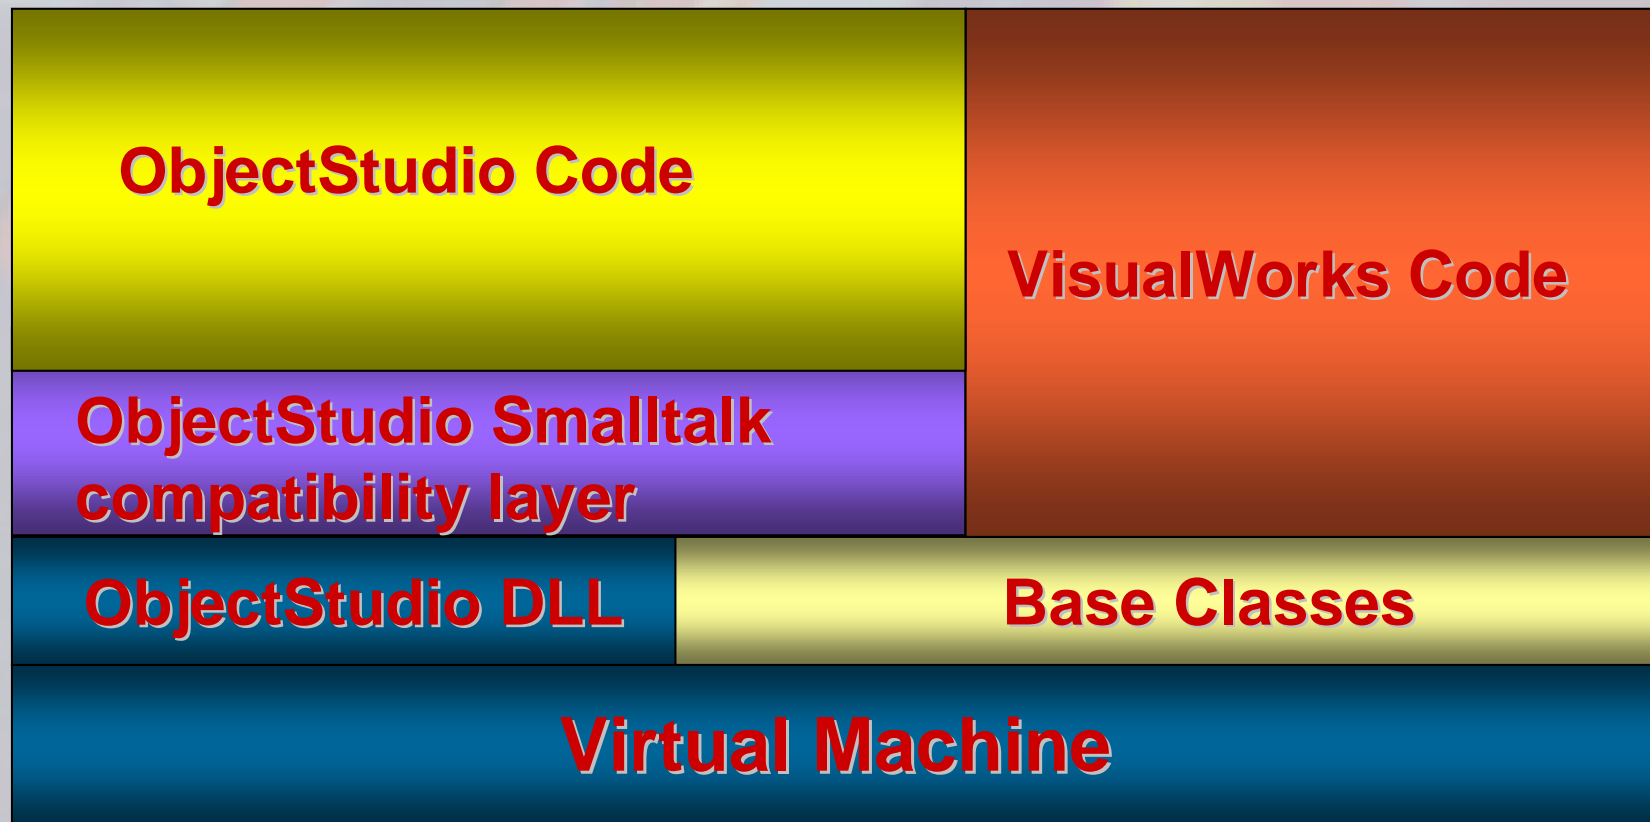 ObjectStudio Code
VisualWorks Code
ObjectStudio Smalltalk
compatibility layer
ObjectStudio DLL
Base Classes
Virtual Machine